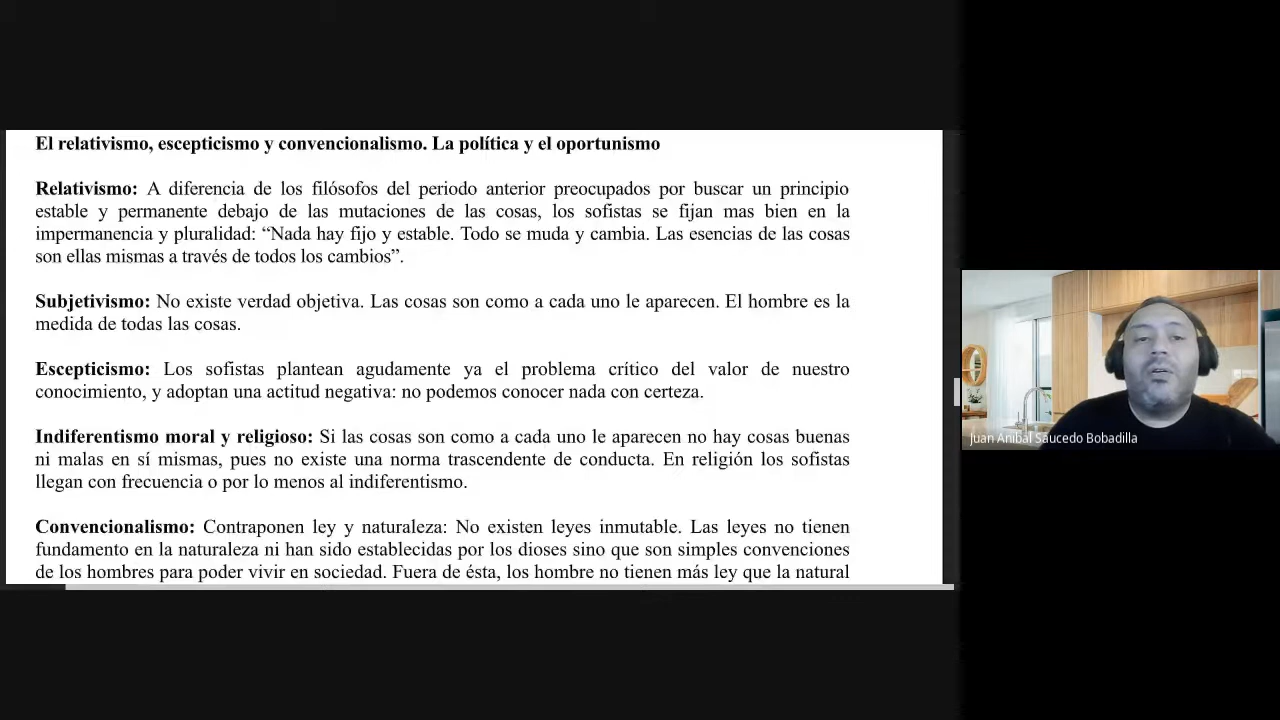 El relativismo, escepticismo y convencionalismo. La política y el oportunismo
Relativismo: A diferencia de los filósofos del periodo anterior preocupados por buscar un principio
estable y permanente debajo de las mutaciones de las cosas, los sofistas se fijan mas bien en la
impermanencia y pluralidad: “Nada hay fijo y estable. Todo se muda y cambia. Las esencias de las cosas
son ellas mismas a través de todos los cambios”.
Subjetivismo: No existe verdad objetiva. Las cosas son como a cada uno le aparecen. El hombre es la
medida de todas las cosas.
Escepticismo: Los sofistas plantean agudamente ya el problema crítico del valor de nuestro
conocimiento, y adoptan una actitud negativa: no podemos conocer nada con certeza.
Indiferentismo moral y religioso: Si las cosas son como a cada uno le aparecen no hay cosas buenas
ni malas en sí mismas, pues no existe una norma trascendente de conducta. En religión los sofistas
llegan con frecuencia o por lo menos al indiferentismo.
Convencionalismo: Contraponen ley y naturaleza: No existen leyes inmutable. Las leyes no tienen
fundamento en la naturaleza ni han sido establecidas por los dioses sino que son simples convenciones
de los hombres para poder vivir en sociedad. Fuera de ésta, los hombre no tienen más ley que la natural
Juan Anibal Saucedo Bobadilla